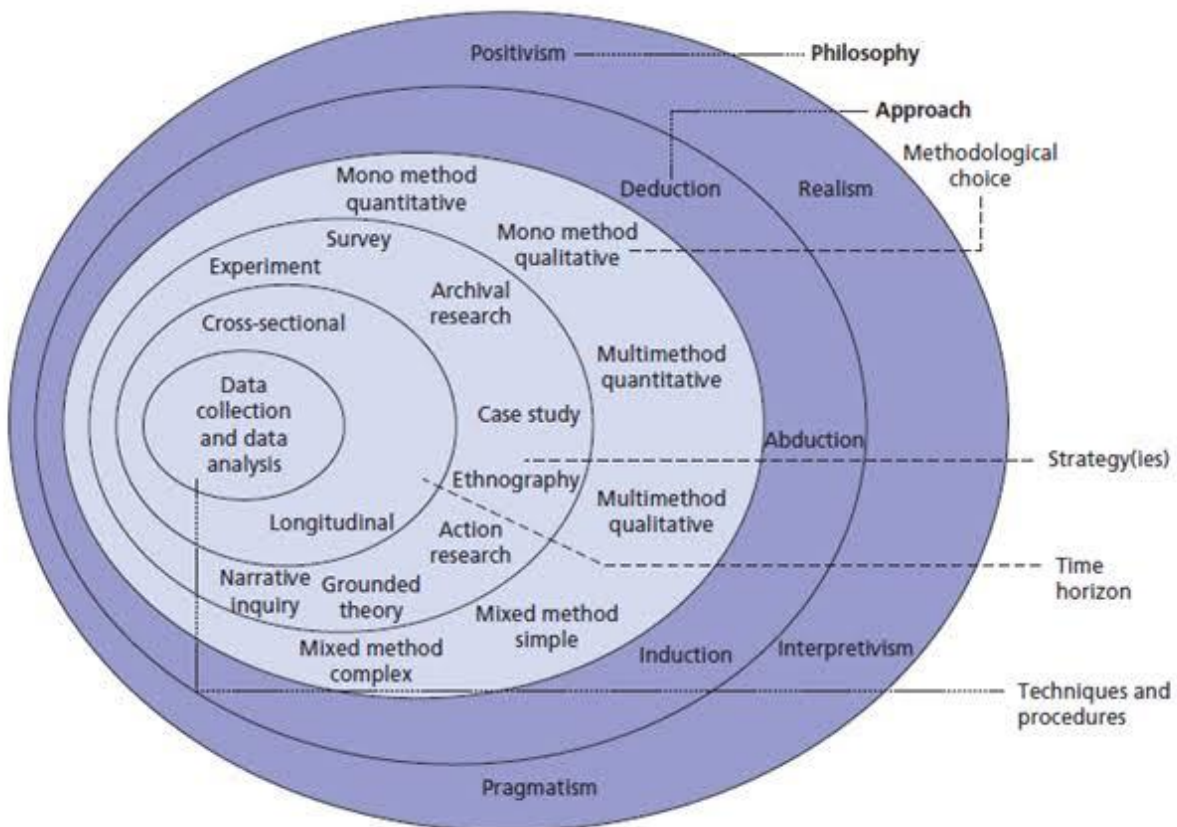 Positivism
Philosophy
Approach
Methodological
choice
Deduction
Realism
Mono method
quantitative
Mono method
qualitative
Survey
Experiment
Archival
research
Cross-sectional
Multimethod
quantitative
Data
collection
and data
analysis
Case study
Abduction
Strategy(ies)
Ethnography
Multimethod
qualitative
Longitudinal
Action
research
Time
horizon
Narrative
inquiry
Grounded
theory
Mixed method
simple
Mixed method
complex
Induction
Interpretivism
Techniques and
procedures
Pragmatism